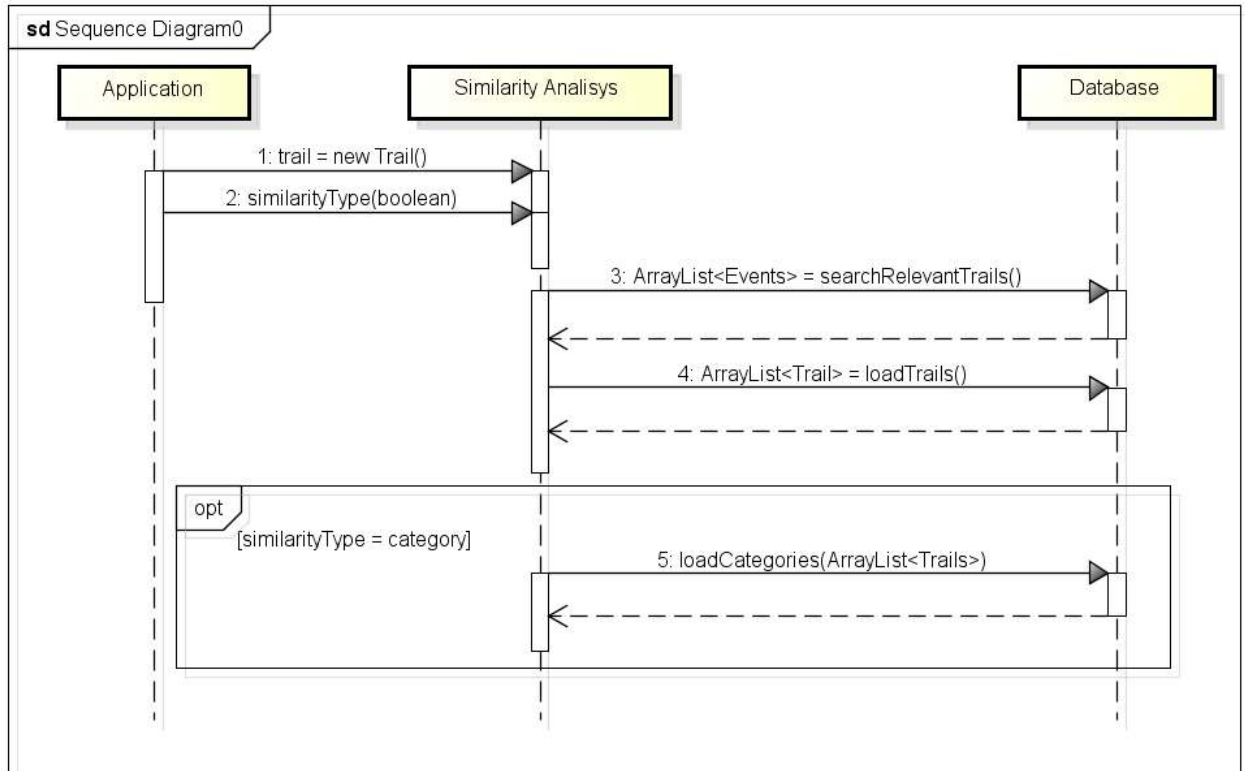 sd Sequence Diagram0
Application
Similarity Analisys
Database
1: trail = new Trail()
2: similarityType(boolean)
3: ArrayList<Events> = searchRelevantTrails()
4: ArrayList<Trail> = loadTrails()
opt
[similarityType = category]
5: loadCategories(ArrayList<Trails>)